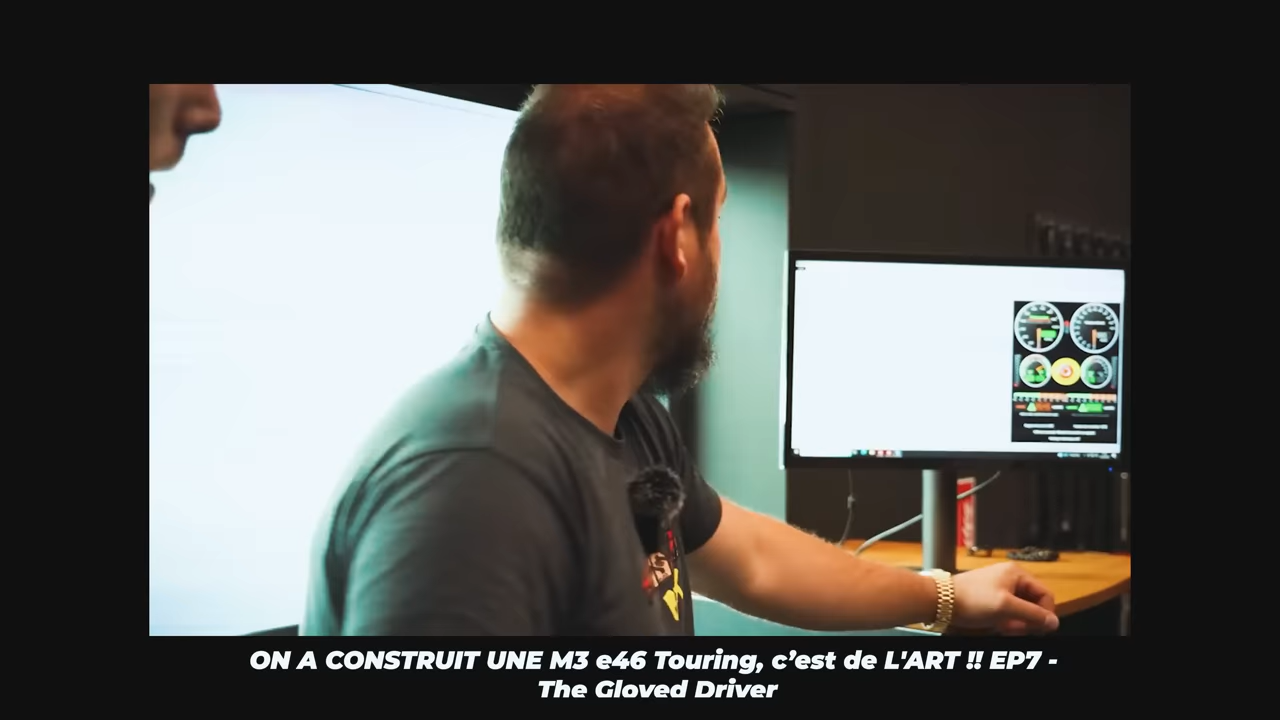 ON A CONSTRUIT UNE M3 e46 Touring, c’est de L'ART !! EP7 -
The Gloved Driver